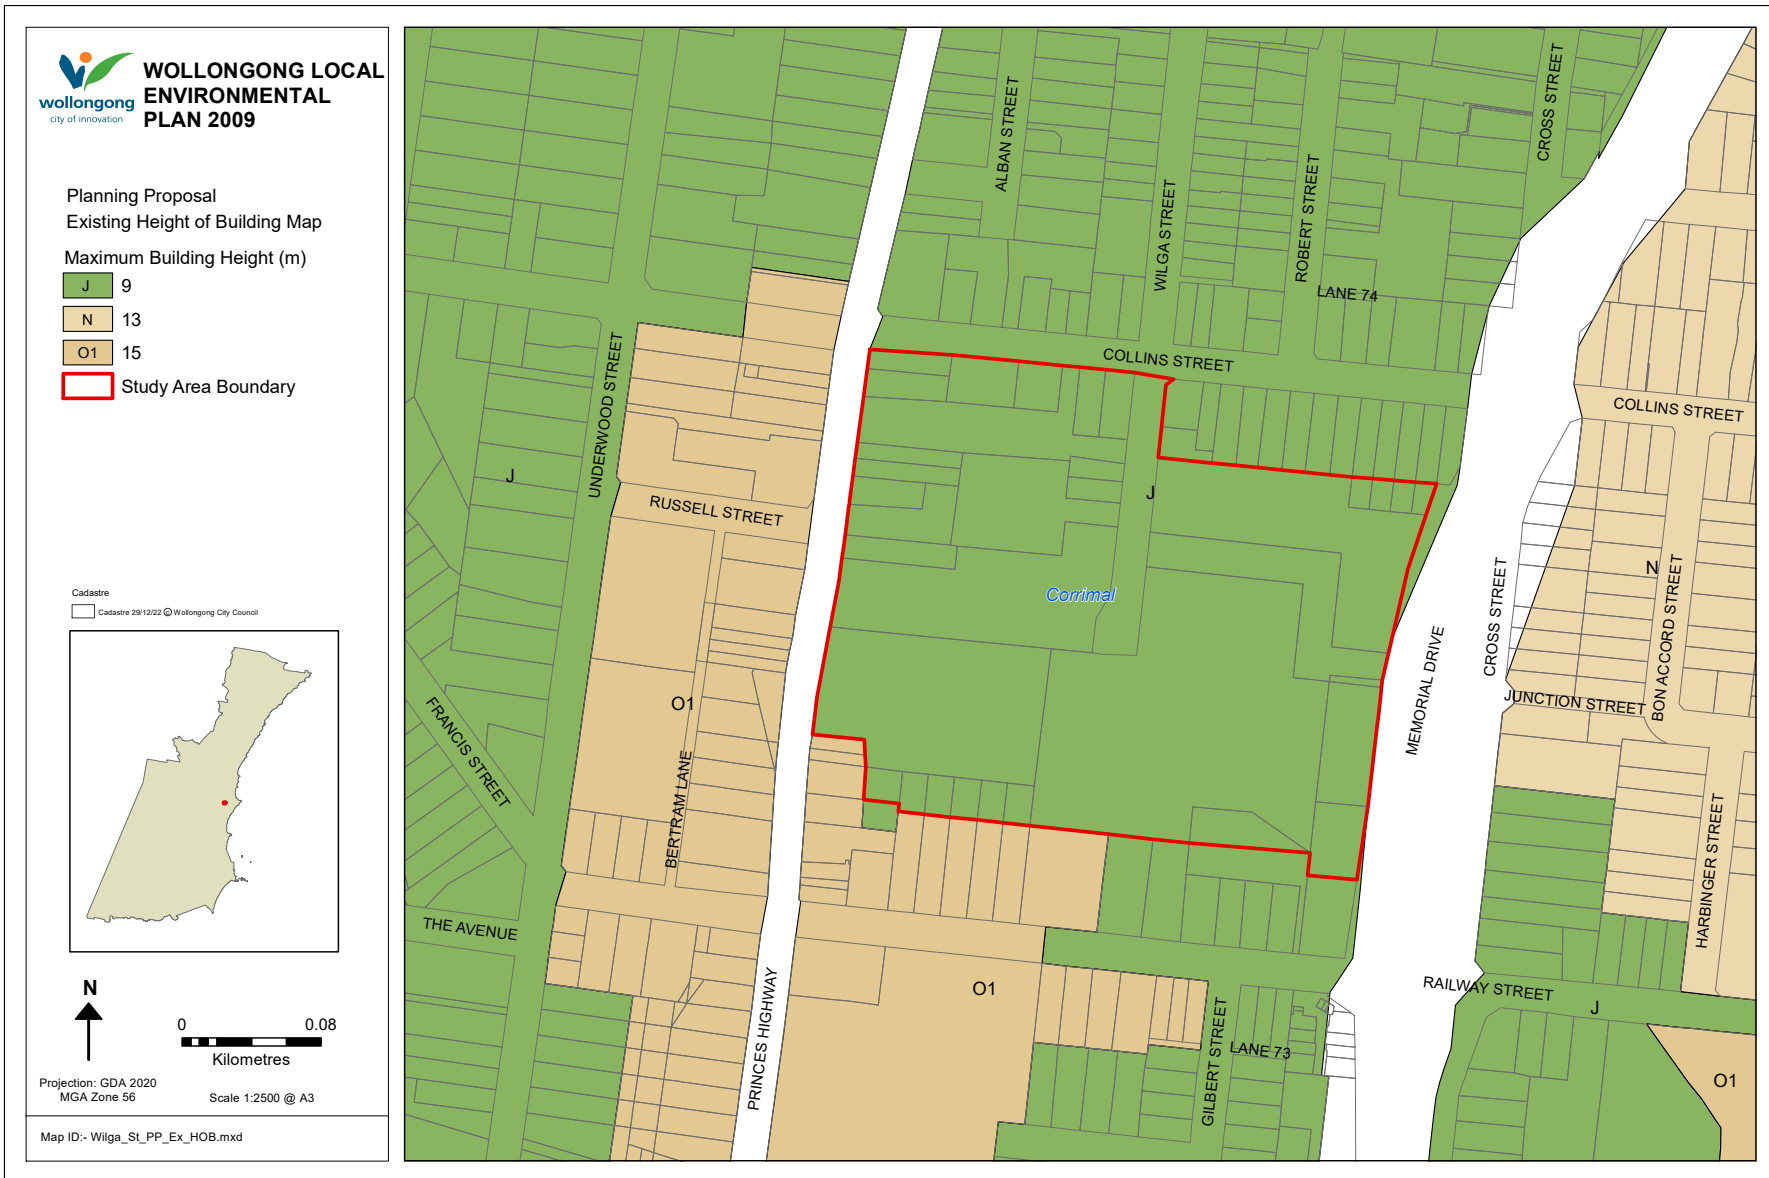 wollongong
city of innovation
WOLLONGONG LOCAL
ENVIRONMENTAL
PLAN 2009
Planning Proposal
Existing Height of Building Map
Maximum Building Height (m)
J 9
N 13
O1 15
Study Area Boundary
Cadastre
Cadastre 29/12/22 © Wollongong City Council
N
0 0.08
Kilometres
Projection: GDA 2020
MGA Zone 56
Scale 1:2500 @ A3
Map ID:- Wilga_St_PP_Ex_HOB.mxd
ALBAN STREET
WILGA STREET
ROBERT STREET
CROSS STREET
LANE 74
COLLINS STREET
COLLINS STREET
UNDERWOOD STREET
J
RUSSELL STREET
J
Corrimal
N
CROSS STREET
BON ACCORD STREET
MEMORIAL DRIVE
JUNCTION STREET
O1
FRANCIS STREET
BERTRAM LANE
HARBINGER STREET
THE AVENUE
PRINCES HIGHWAY
O1
RAILWAY STREET
J
GILBERT STREET
LANE 73
O1